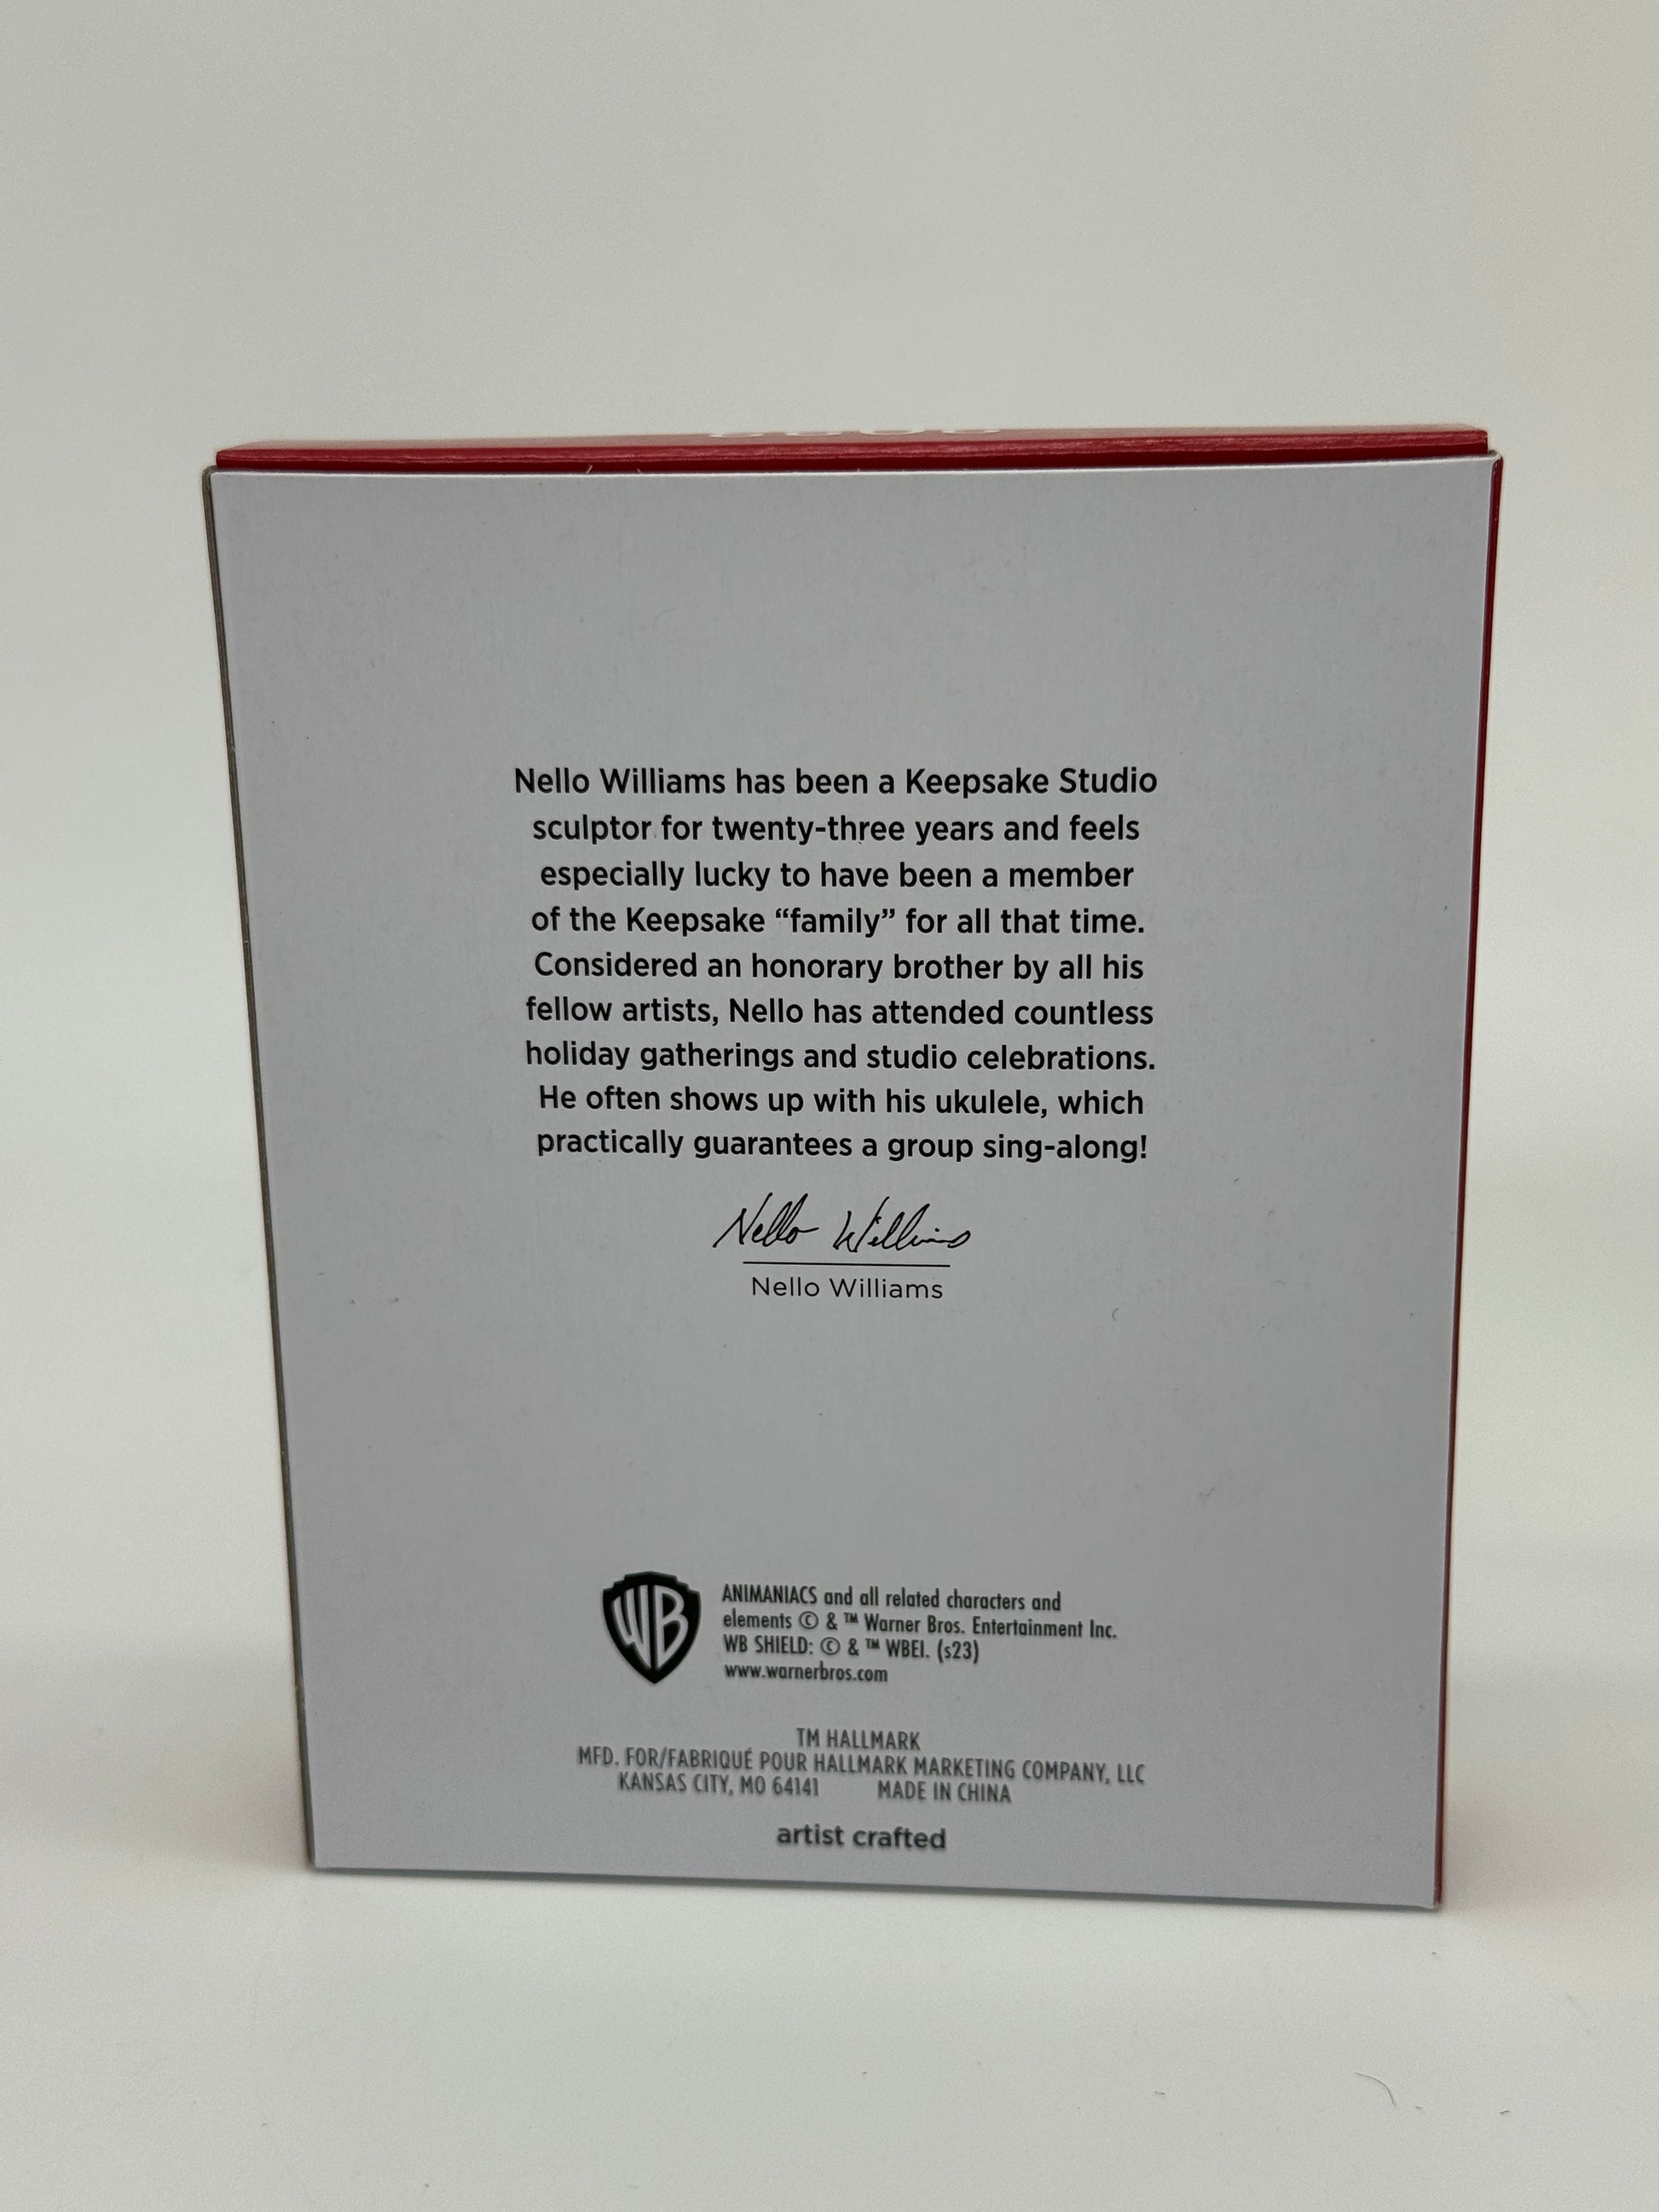 Nello Williams has been a Keepsake Studio
sculptor for twenty-three years and feels
especially lucky to have been a member
of the Keepsake “family” for all that time.
Considered an honorary brother by all his
fellow artists, Nello has attended countless
holiday gatherings and studio celebrations.
He often shows up with his ukulele, which
practically guarantees a group sing-along!
Nello Williams
Nello Williams
WB
ANIMANIACS and all related characters and
elements © & ™ Warner Bros. Entertainment Inc.
WB SHIELD: © & ™ WBEI. (s23)
www.warnerbros.com
TM HALLMARK
MFD. FOR/FABRIQUÉ POUR HALLMARK MARKETING COMPANY, LLC
KANSAS CITY, MO 64141 MADE IN CHINA
artist crafted